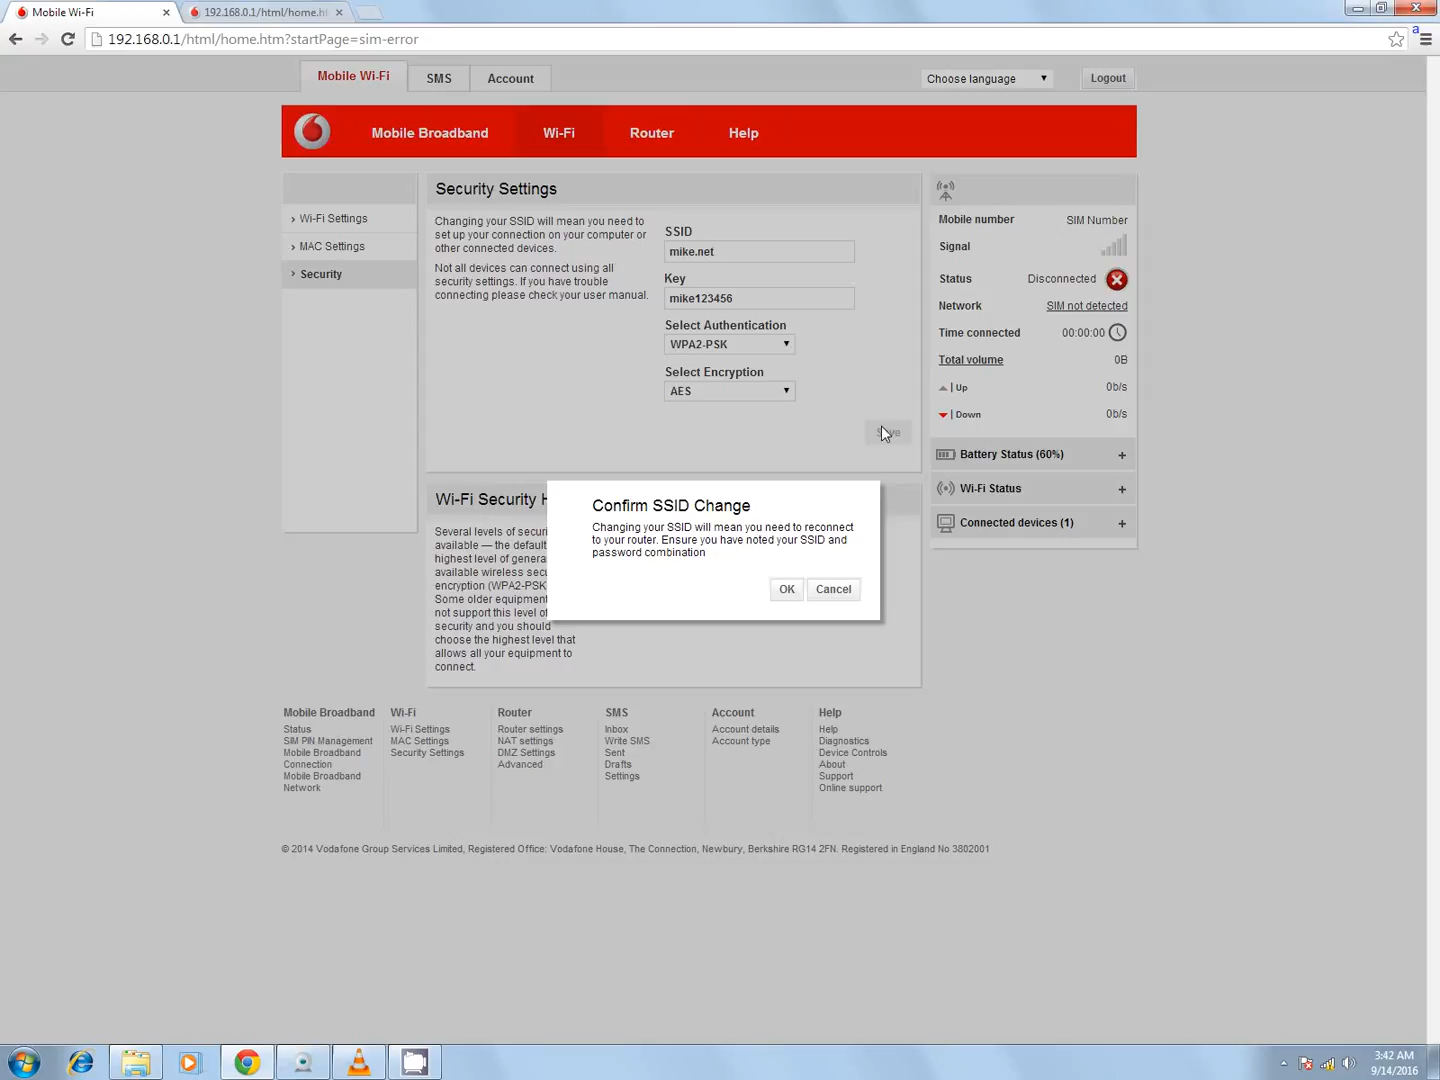 Mobile Wi-Fi
192.168.0.1/html/home.h
192.168.0.1/html/home.htm?startPage=sim-error
Mobile Wi-Fi
SMS
Account
Choose language
Logout
Mobile Broadband
Wi-Fi
Router
Help
Wi-Fi Settings
MAC Settings
Security
Security Settings
Changing your SSID will mean you need to
set up your connection on your computer or
other connected devices.
Not all devices can connect using all
security settings. If you have trouble
connecting please check your user manual.
SSID
mike.net
Key
mike123456
Select Authentication
WPA2-PSK
Select Encryption
AES
Mobile number SIM Number
Signal
Status Disconnected
Network SIM not detected
Time connected 00:00:00
Total volume 0B
| Up 0b/s
| Down 0b/s
Battery Status (60%) +
Wi-Fi Status +
Connected devices (1) +
Wi-Fi Security H
Several levels of securi
available — the default
highest level of general
available wireless secu
encryption (WPA2-PSK
Some older equipment
not support this level of
security and you should
choose the highest level that
allows all your equipment to
connect.
Confirm SSID Change
Changing your SSID will mean you need to reconnect
to your router. Ensure you have noted your SSID and
password combination
OK
Cancel
Mobile Broadband
Status
SIM PIN Management
Mobile Broadband
Connection
Mobile Broadband
Network
Wi-Fi
Wi-Fi Settings
MAC Settings
Security Settings
Router
Router settings
NAT settings
DMZ Settings
Advanced
SMS
Inbox
Write SMS
Sent
Drafts
Settings
Account
Account details
Account type
Help
Help
Diagnostics
Device Controls
About
Support
Online support
© 2014 Vodafone Group Services Limited, Registered Office: Vodafone House, The Connection, Newbury, Berkshire RG14 2FN. Registered in England No 3802001
3:42 AM
9/14/2016